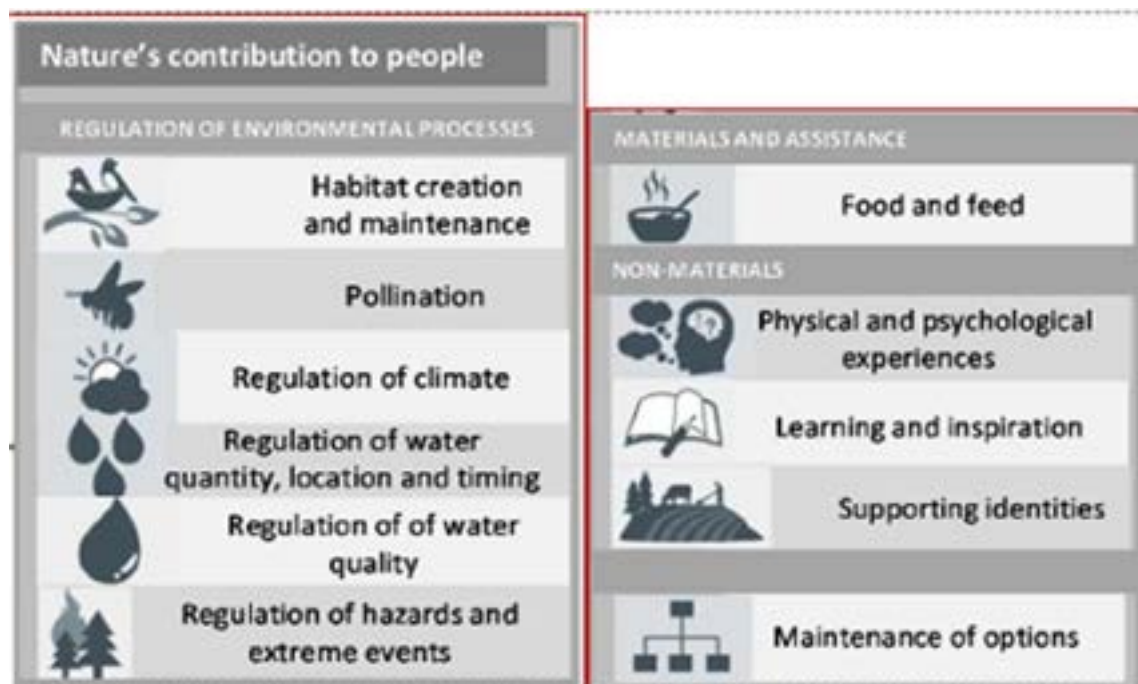 Nature's contribution to people
REGULATION OF ENVIRONMENTAL PROCESSES
Habitat creation
and maintenance
Pollination
Regulation of climate
Regulation of water
quantity, location and timing
Regulation of of water
quality
Regulation of hazards and
extreme events
MATERIALS AND ASSISTANCE
Food and feed
NON-MATERIALS
Physical and psychological
experiences
Learning and inspiration
Supporting identities
Maintenance of options